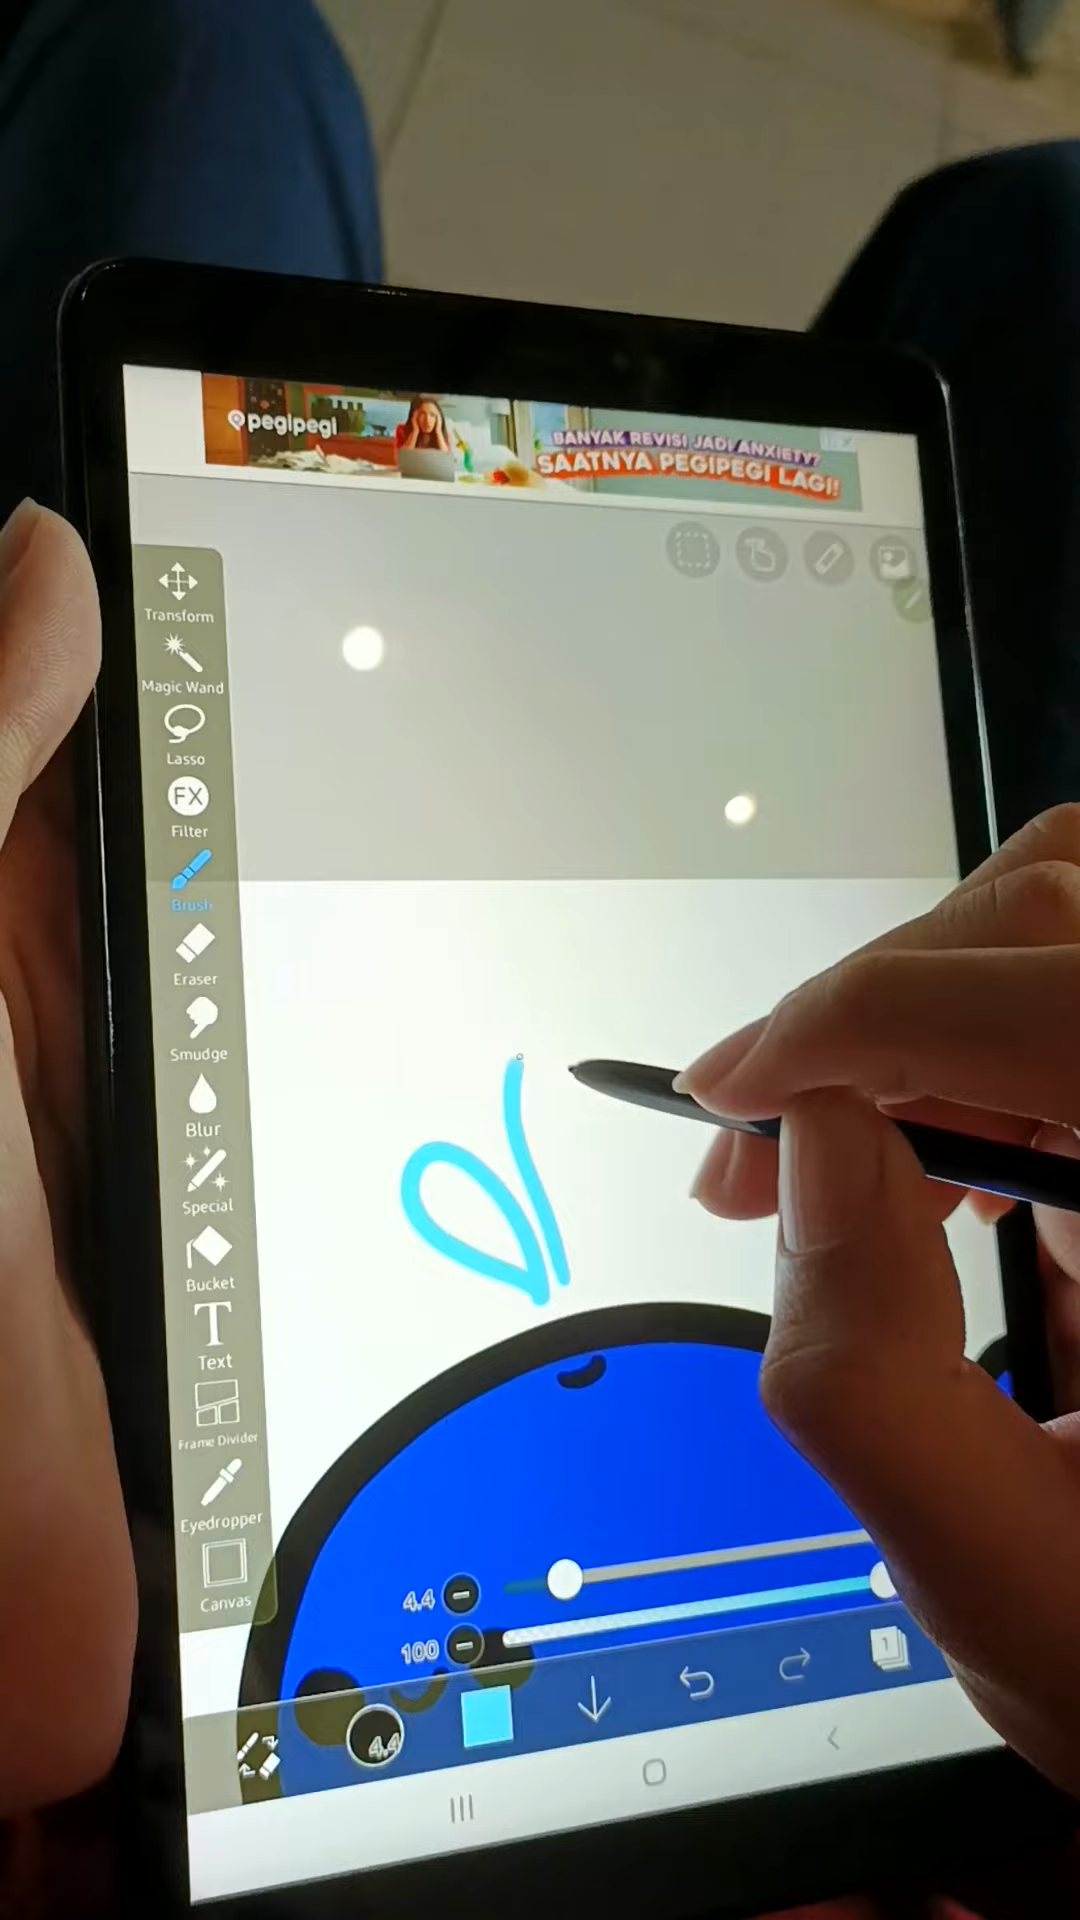 pegipegi
BANYAK REVISI JADI ANXIETY?
SAATNYA PEGIPEGI LAGI!
Transform
Magic Wand
Lasso
FX
Filter
Brush
Eraser
Smudge
Blur
Special
Bucket
T
Text
Frame Divider
Eyedropper
Canvas
4.4
100
4.4
1